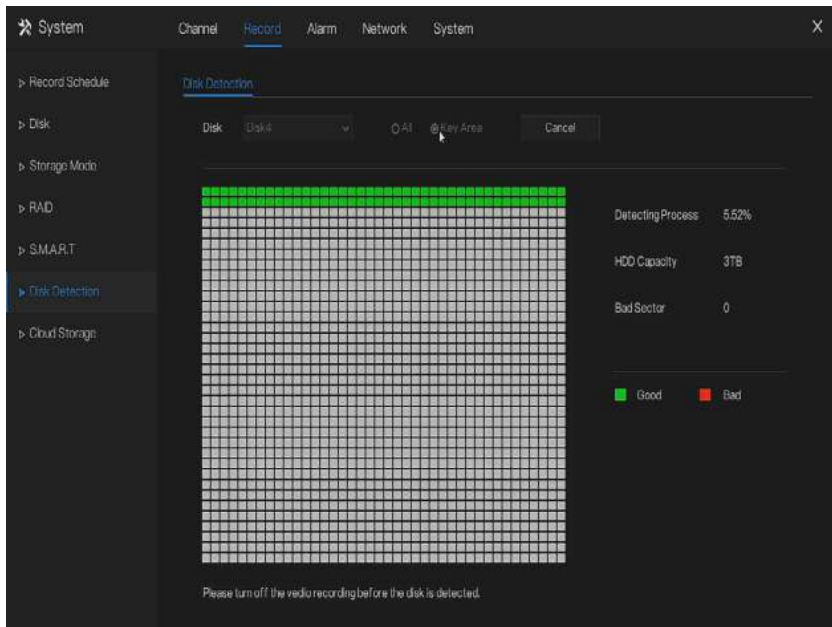 System
Channel Record Alarm Network System X
Record Schedule
Disk
Storage Mode
RAID
S.M.A.R.T
Disk Detection
Cloud Storage
Disk Detection
Disk Disk4 All Key Area Cancel
Detecting Process 5.52%
HDD Capacity 3TB
Bad Sector 0
Good Bad
Please turn off the vedio recording before the disk is detected.